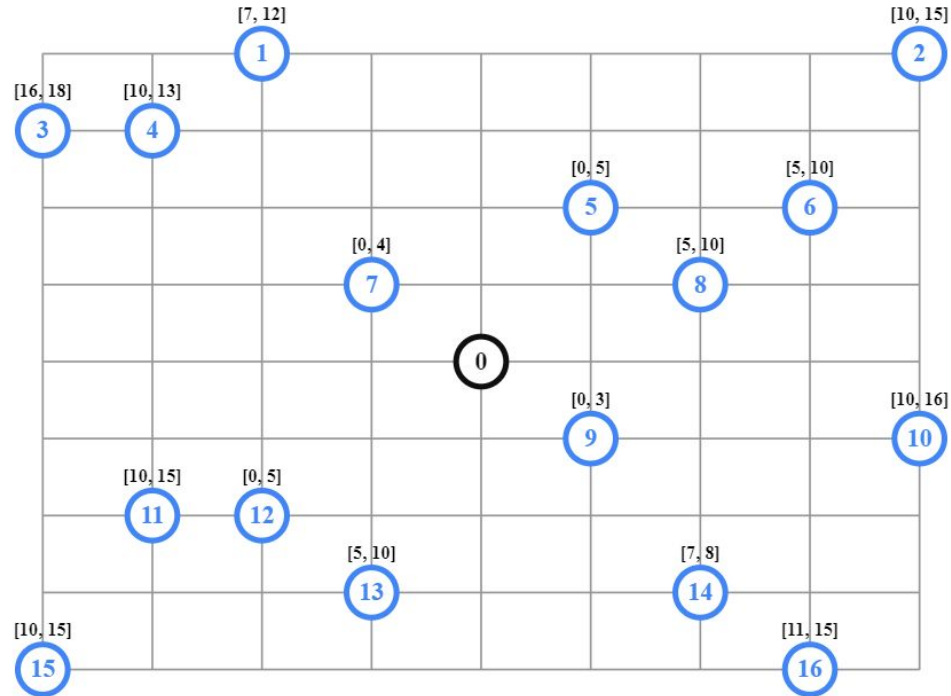 [7, 12] [10, 15]
1 2
[16, 18] [10, 13]
3 4
[0, 5] [5, 10]
5 6
[0, 4] [5, 10]
7 8
0
[0, 3] [10, 16]
9 10
[10, 15] [0, 5]
11 12
[5, 10] [7, 8]
13 14
[10, 15] [11, 15]
15 16